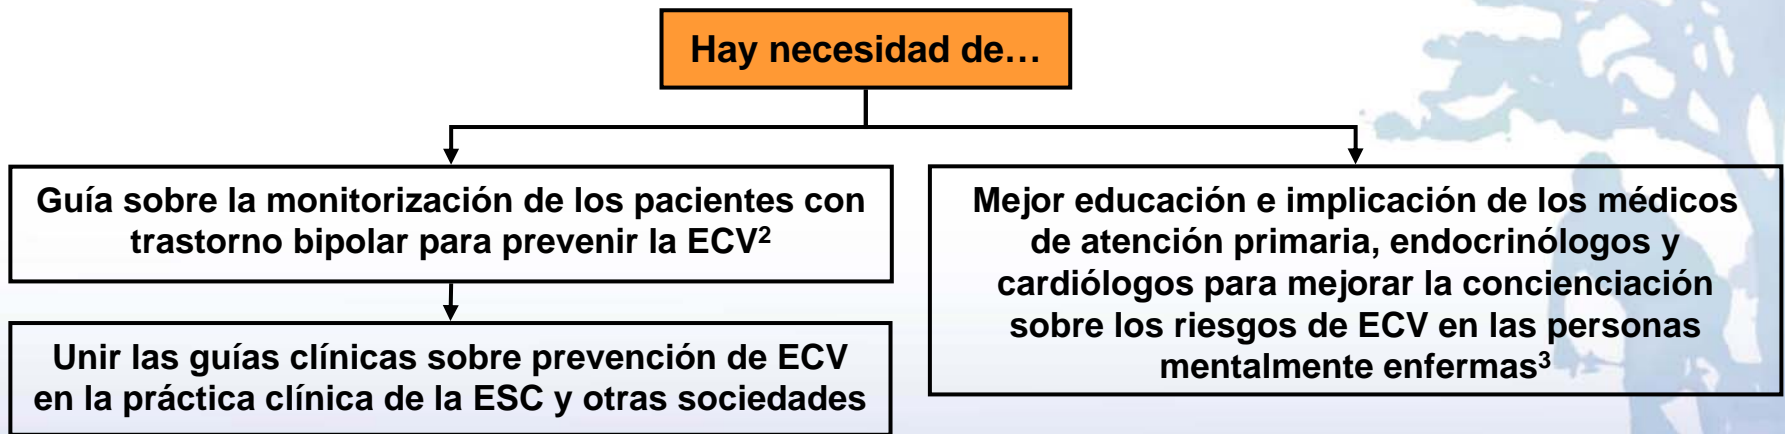 Hay necesidad de…
Guía sobre la monitorización de los pacientes con
trastorno bipolar para prevenir la ECV²
Unir las guías clínicas sobre prevención de ECV
en la práctica clínica de la ESC y otras sociedades
Mejor educación e implicación de los médicos
de atención primaria, endocrinólogos y
cardiólogos para mejorar la concienciación
sobre los riesgos de ECV en las personas
mentalmente enfermas³